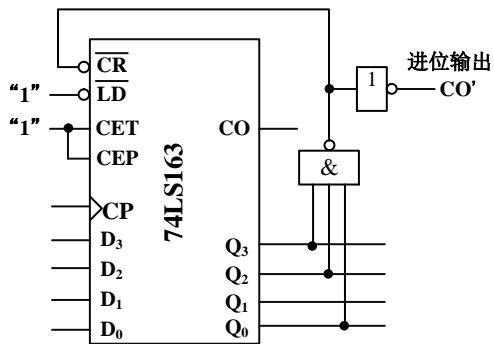 进位输出
CO'
1
CR
"1"
LD
"1"
CET
CO
CEP
&
74LS163
CP
D₃
Q₃
D₂
Q₂
D₁
Q₁
D₀
Q₀